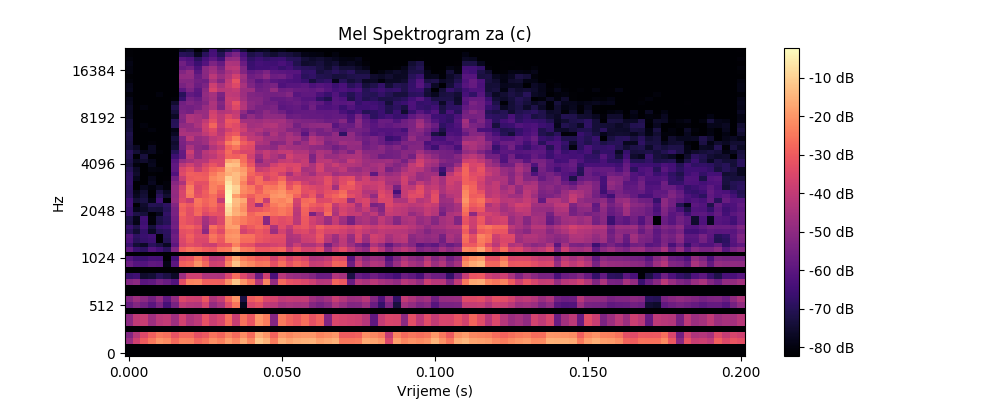 Mel Spektrogram za (c)
16384
8192
4096
2048
1024
512
0
Hz
0.000
0.050
0.100
0.150
0.200
Vrijeme (s)
-10 dB
-20 dB
-30 dB
-40 dB
-50 dB
-60 dB
-70 dB
-80 dB